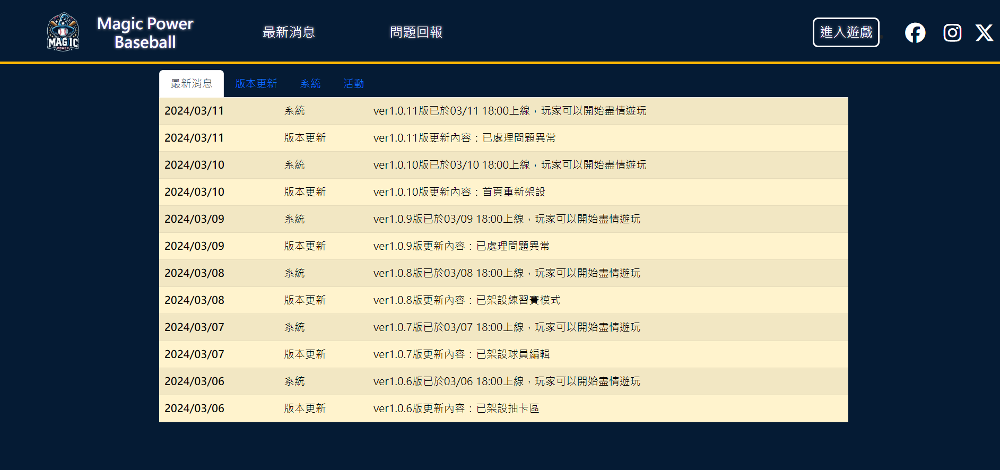 MAGIC
POWER
Magic Power
Baseball
最新消息
問題回報
進入遊戲
最新消息 版本更新 系統 活動
2024/03/11 系統 ver1.0.11版已於03/11 18:00上線，玩家可以開始盡情遊玩
2024/03/11 版本更新 ver1.0.11版更新內容：已處理問題異常
2024/03/10 系統 ver1.0.10版已於03/10 18:00上線，玩家可以開始盡情遊玩
2024/03/10 版本更新 ver1.0.10版更新內容：首頁重新架設
2024/03/09 系統 ver1.0.9版已於03/09 18:00上線，玩家可以開始盡情遊玩
2024/03/09 版本更新 ver1.0.9版更新內容：已處理問題異常
2024/03/08 系統 ver1.0.8版已於03/08 18:00上線，玩家可以開始盡情遊玩
2024/03/08 版本更新 ver1.0.8版更新內容：已架設練習賽模式
2024/03/07 系統 ver1.0.7版已於03/07 18:00上線，玩家可以開始盡情遊玩
2024/03/07 版本更新 ver1.0.7版更新內容：已架設球員編輯
2024/03/06 系統 ver1.0.6版已於03/06 18:00上線，玩家可以開始盡情遊玩
2024/03/06 版本更新 ver1.0.6版更新內容：已架設抽卡區